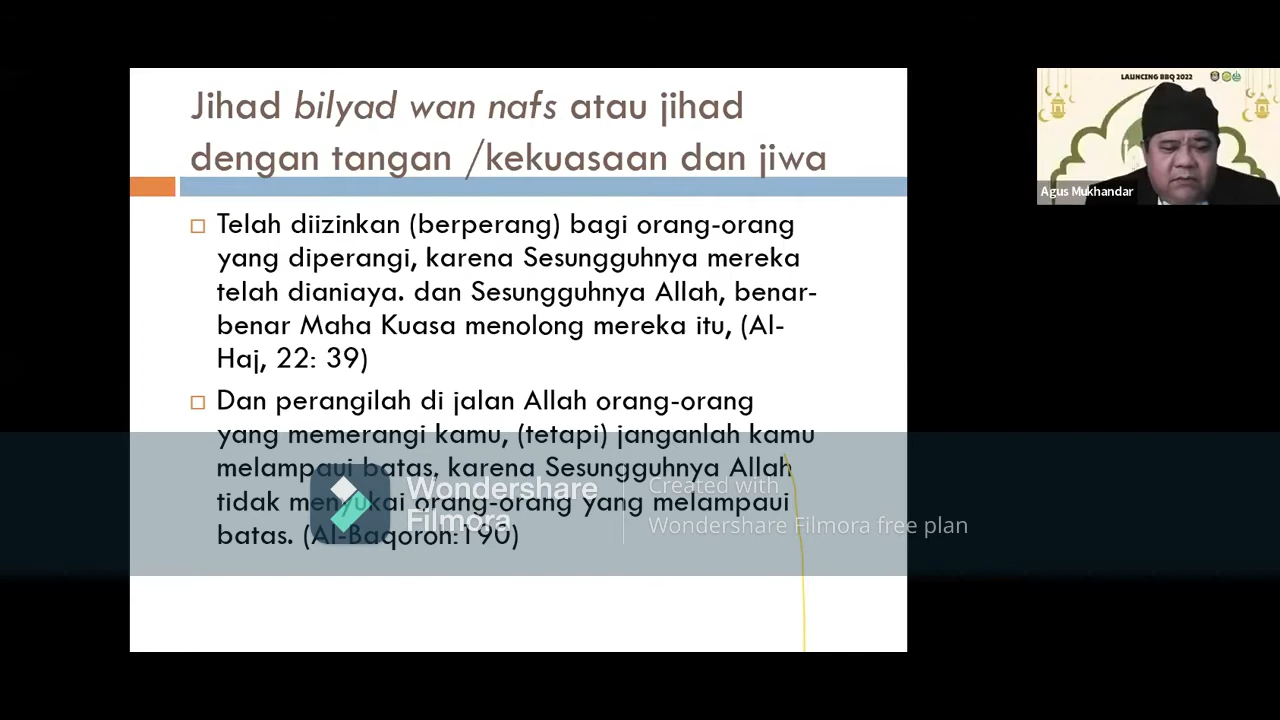 Jihad bilyad wan nafs atau jihad
dengan tangan /kekuasaan dan jiwa
Telah diizinkan (berperang) bagi orang-orang
yang diperangi, karena Sesungguhnya mereka
telah dianiaya. dan Sesungguhnya Allah, benar-
benar Maha Kuasa menolong mereka itu, (Al-
Haj, 22: 39)
Dan perangilah di jalan Allah orang-orang
yang memerangi kamu, (tetapi) janganlah kamu
melampaui batas, karena Sesungguhnya Allah
tidak menyukai orang-orang yang melampaui
batas. (Al-Baqoroh:190)
Wondershare
Filmora
Created with
Wondershare Filmora free plan
LAUNCING BBQ 2022
Agus Mukhandar